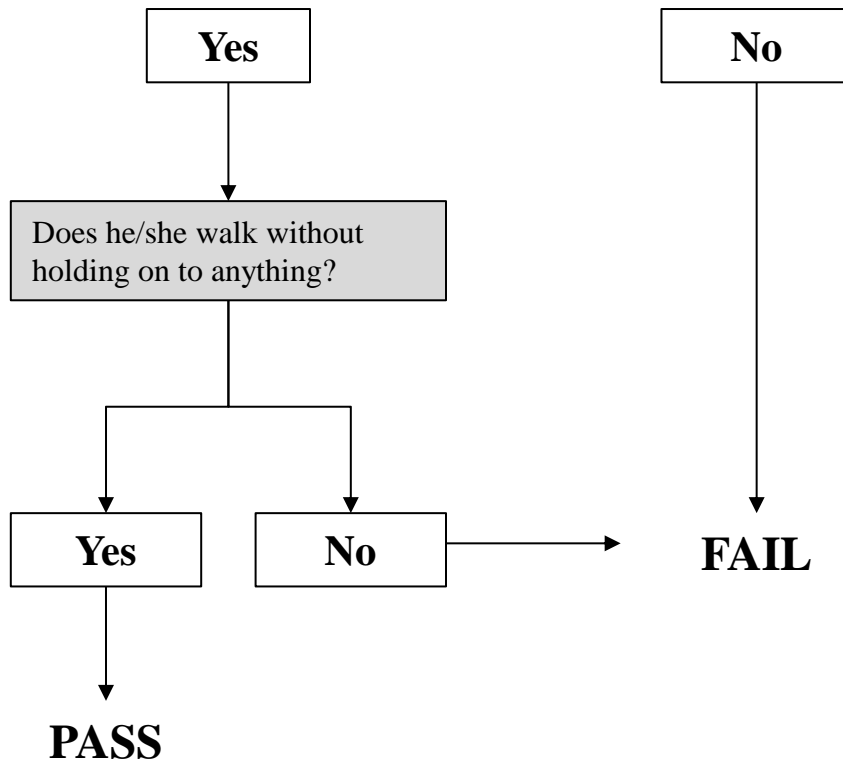 Yes
No
Does he/she walk without
holding on to anything?
Yes
No
FAIL
PASS